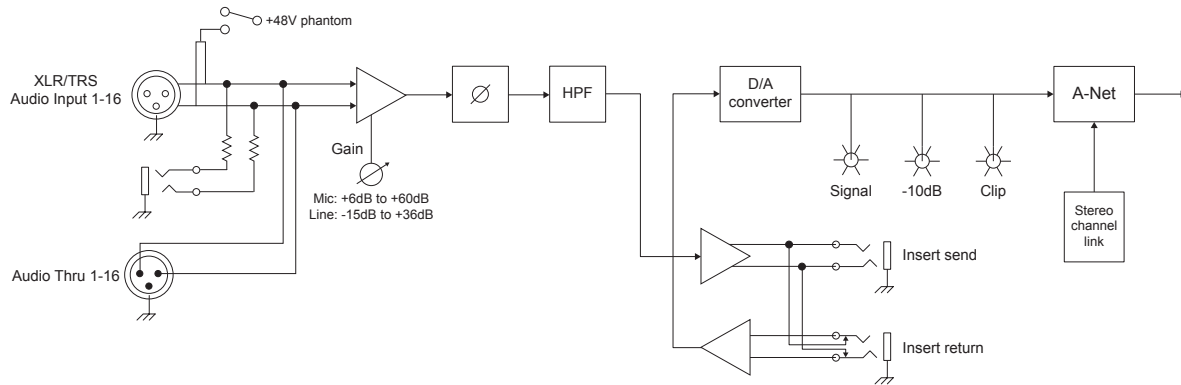 +48V phantom
XLR/TRS
Audio Input 1-16
Gain
Mic: +6dB to +60dB
Line: -15dB to +36dB
Audio Thru 1-16
HPF
D/A
converter
A-Net
Signal
-10dB
Clip
Stereo
channel
link
Insert send
Insert return